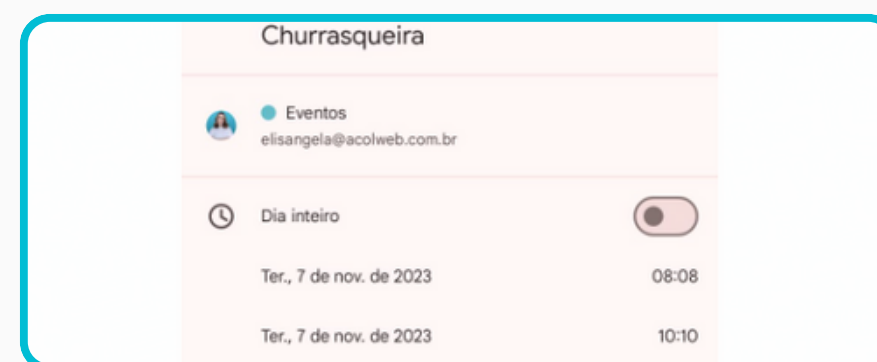 Churrasqueira
Eventos
elisangela@acolweb.com.br
Dia inteiro
Ter., 7 de nov. de 2023 08:08
Ter., 7 de nov. de 2023 10:10